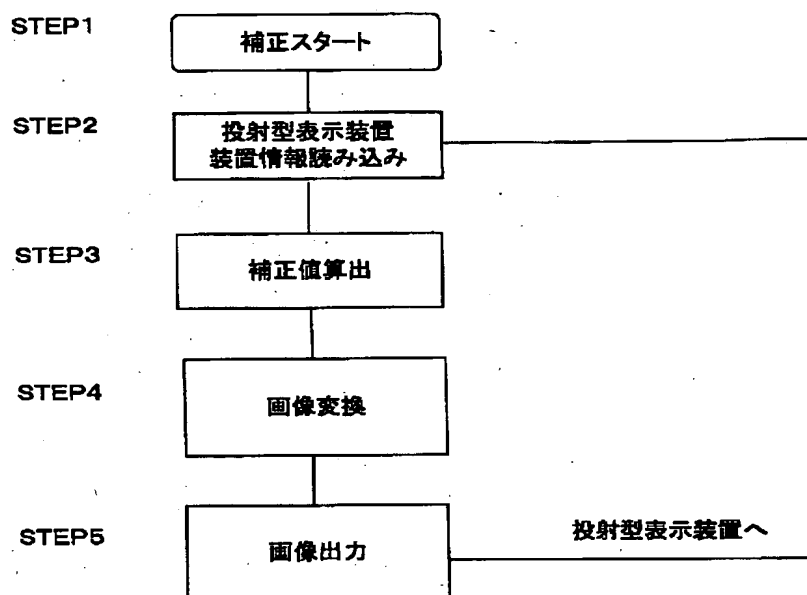 STEP1
補正スタート
STEP2
投射型表示装置
装置情報読み込み
STEP3
補正値算出
STEP4
画像変換
STEP5
画像出力
投射型表示装置へ